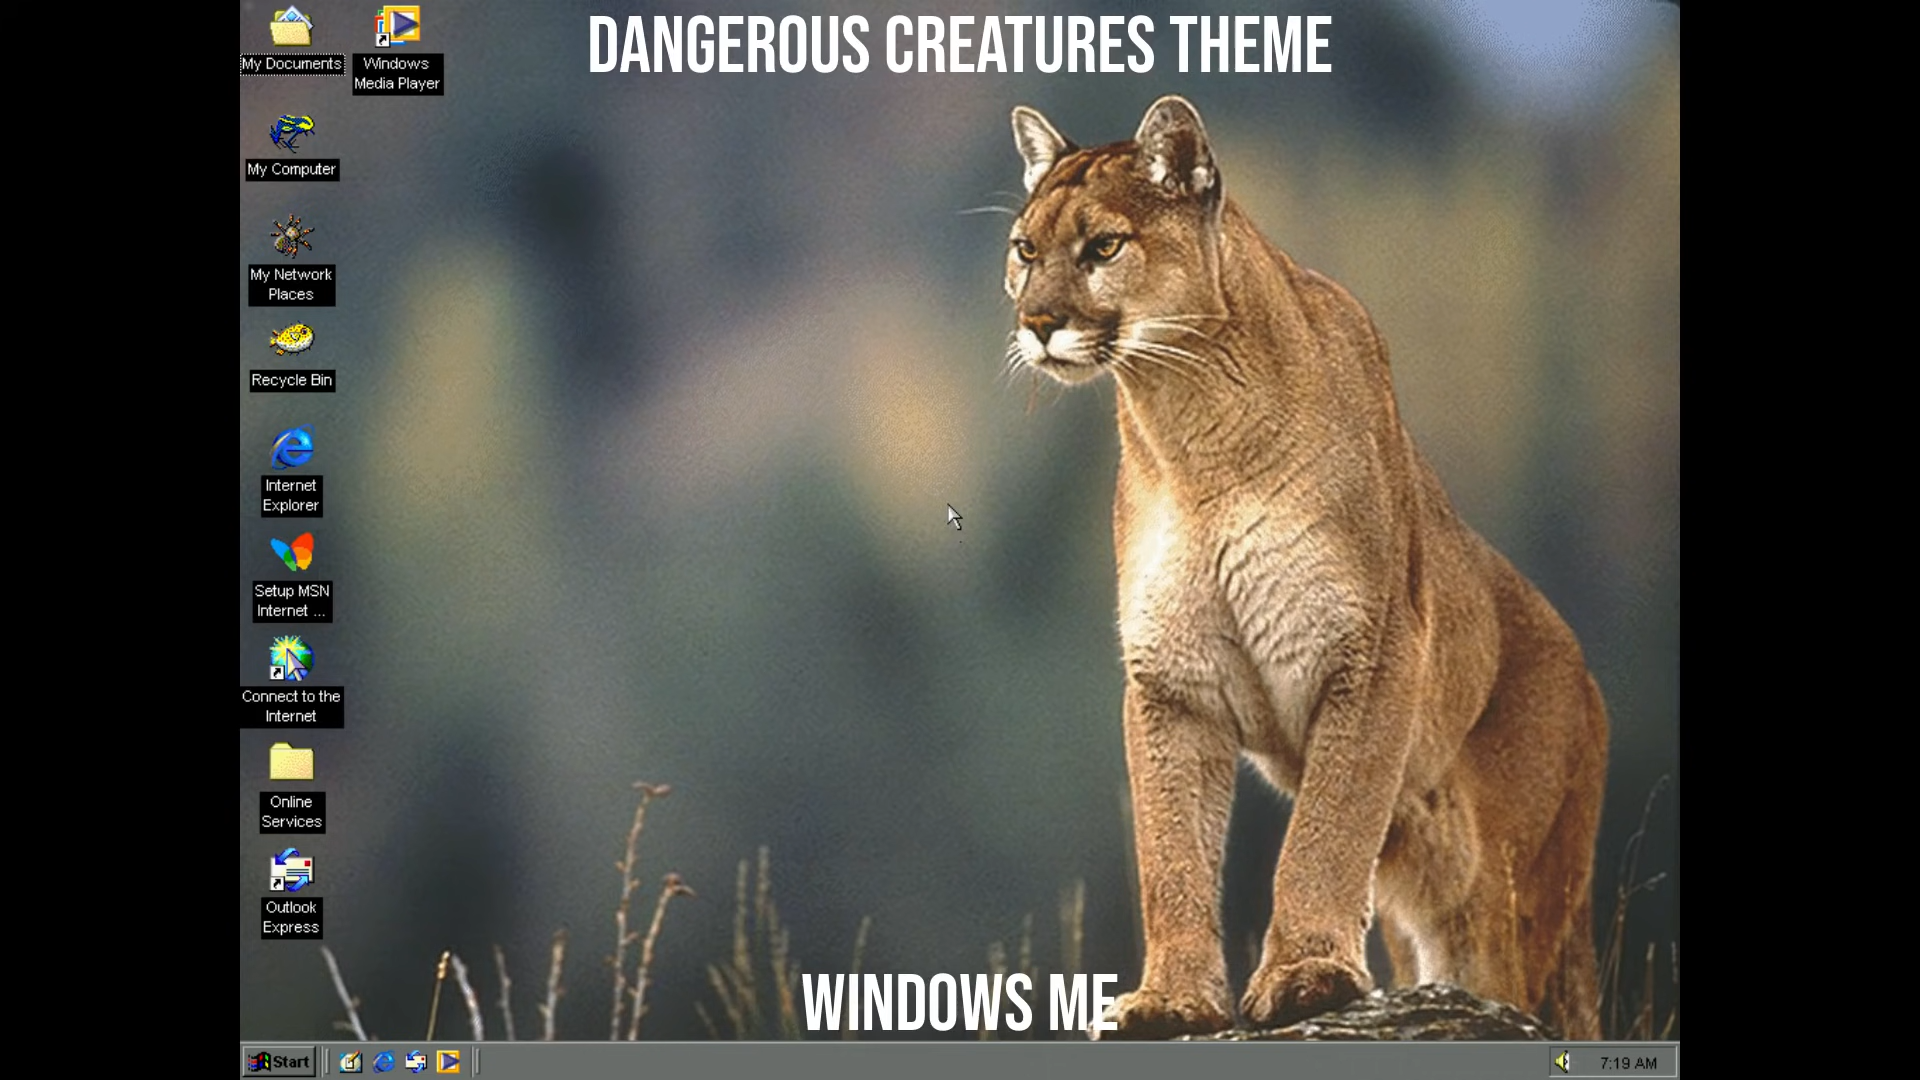 DANGEROUS CREATURES THEME
My Documents
Windows
Media Player
My Computer
My Network
Places
Recycle Bin
Internet
Explorer
Setup MSN
Internet ...
Connect to the
Internet
Online
Services
Outlook
Express
WINDOWS ME
Start
7:19 AM